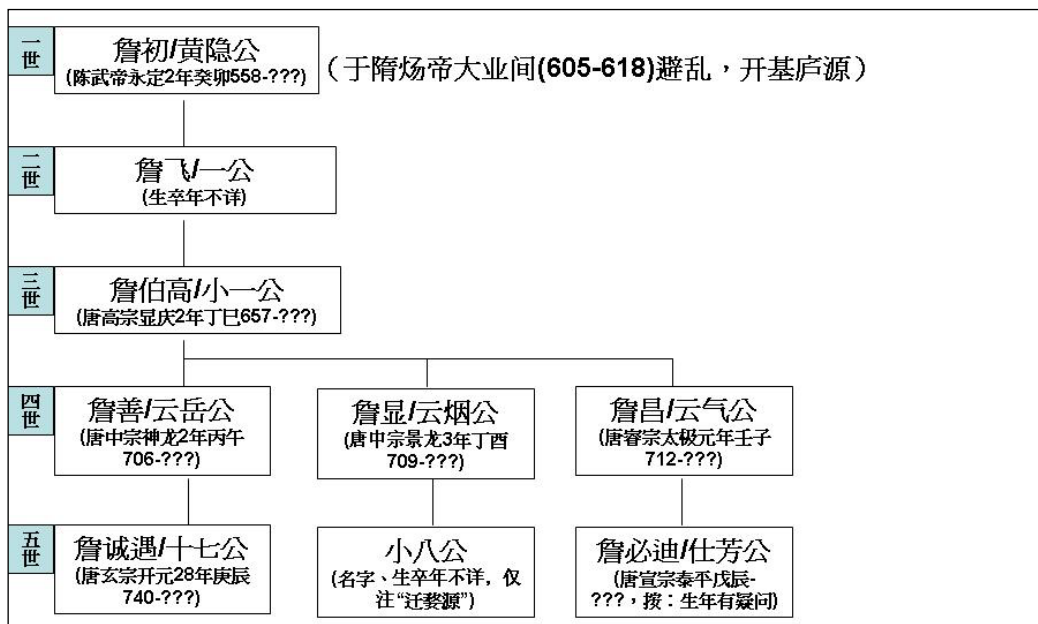 一世
詹初/黄隐公
(陈武帝永定2年癸卯558-???)
（于隋炀帝大业间(605-618)避乱，开基庐源）
二世
詹飞/一公
(生卒年不详)
三世
詹伯高/小一公
(唐高宗显庆2年丁巳657-???)
四世
詹善/云岳公
(唐中宗神龙2年丙午
706-???)
詹显/云烟公
(唐中宗景龙3年丁酉
709-???)
詹昌/云气公
(唐睿宗太极元年壬子
712-???)
五世
詹诚遇/十七公
(唐玄宗开元28年庚辰
740-???)
小八公
(名字、生卒年不详，仅
注“迁婺源”)
詹必迪/仕芳公
(唐宣宗泰平戊辰-
???，按：生年有疑问)